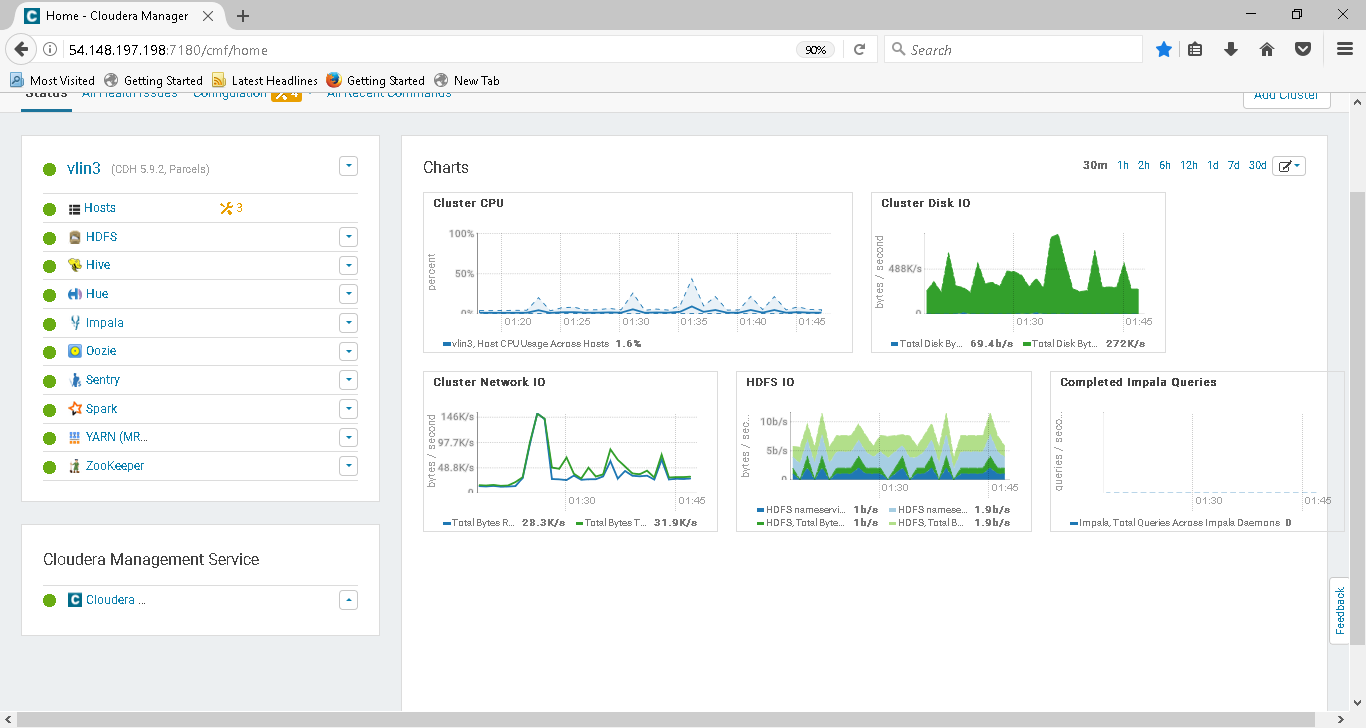 Home - Cloudera Manager
54.148.197.198:7180/cmf/home
90%
Search
Most Visited
Getting Started
Latest Headlines
Getting Started
New Tab
Status
All Health Issues
Configuration
4
All Recent Commands
Add Cluster
vlin3 (CDH 5.9.2, Parcels)
Hosts
3
HDFS
Hive
Hue
Impala
Oozie
Sentry
Spark
YARN (MR...
ZooKeeper
Cloudera Management Service
Cloudera ...
Charts
30m 1h 2h 6h 12h 1d 7d 30d
Cluster CPU
percent
100%
50%
0%
01:20 01:25 01:30 01:35 01:40 01:45
vlin3, Host CPU Usage Across Hosts 1.6%
Cluster Disk IO
bytes / second
488K/s
0
01:30 01:45
Total Disk By... 69.4b/s Total Disk Byt... 272K/s
Cluster Network IO
bytes / second
146K/s
97.7K/s
48.8K/s
0
01:30 01:45
Total Bytes R... 28.3K/s Total Bytes T... 31.9K/s
HDFS IO
bytes / sec...
10b/s
5b/s
0
01:30 01:45
HDFS nameservi... 1b/s HDFS namese... 1.9b/s
HDFS, Total Byte... 1b/s HDFS, Total B... 1.9b/s
Completed Impala Queries
queries / seco...
01:30 01:45
Impala, Total Queries Across Impala Daemons 0
Feedback